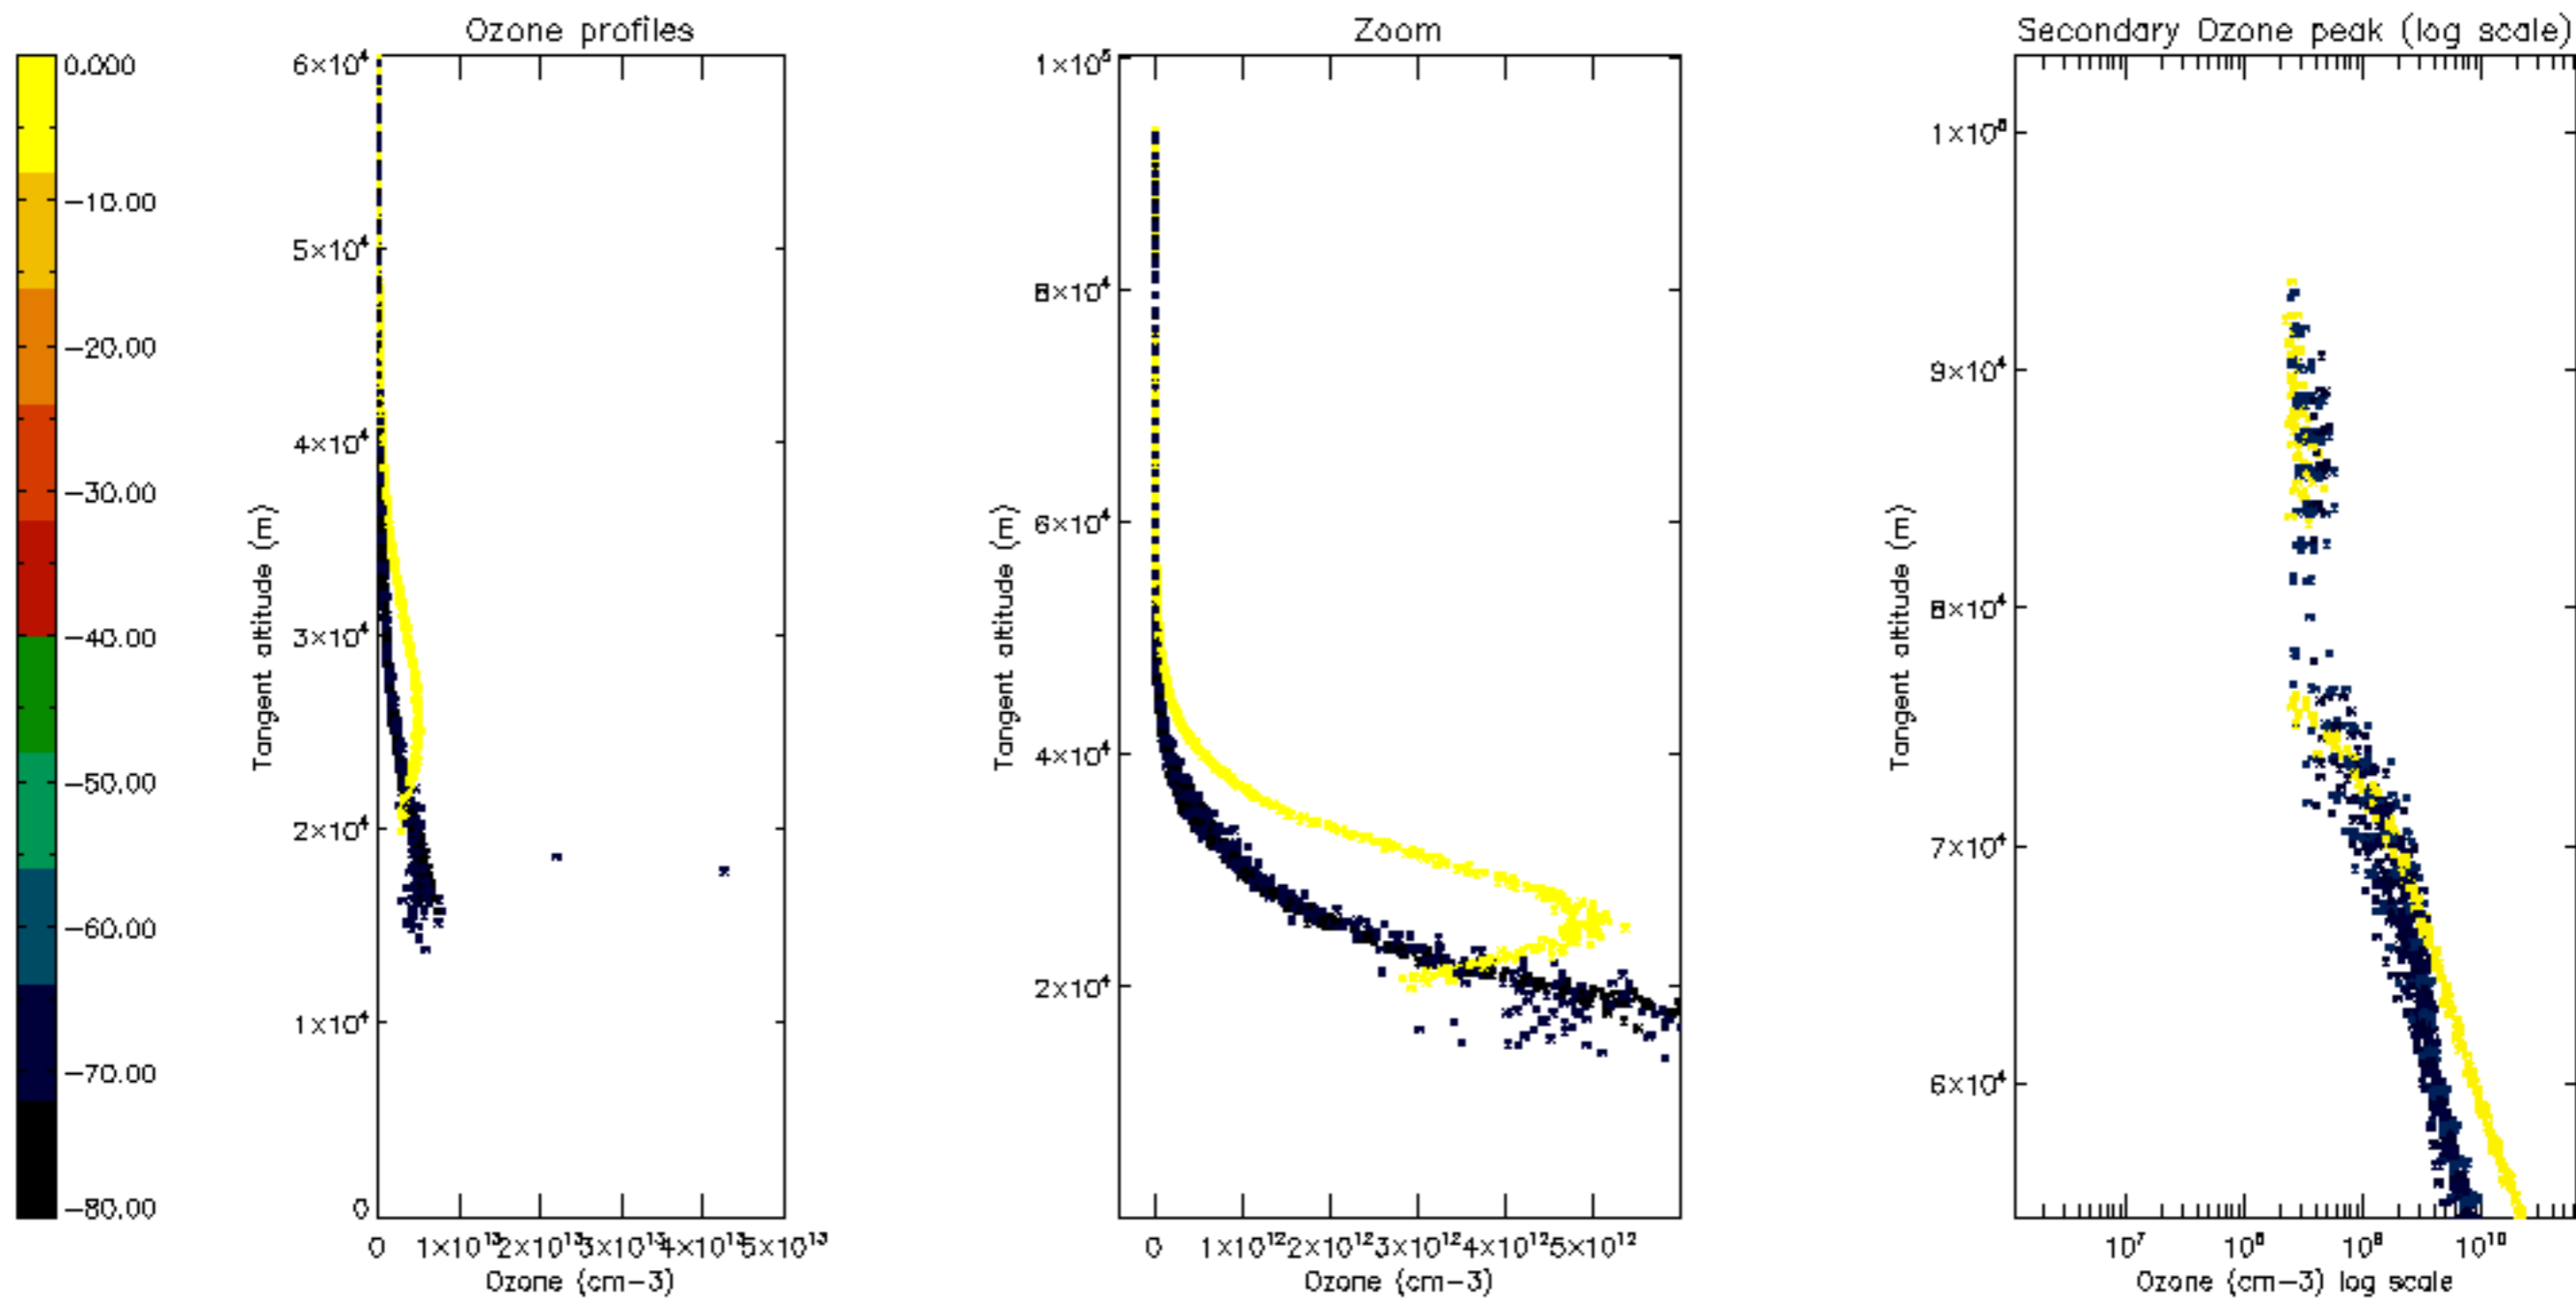 0.000
−10.00
−20.00
−30.00
−40.00
−50.00
−60.00
−70.00
−80.00
Ozone profiles
6×10⁴
5×10⁴
4×10⁴
3×10⁴
2×10⁴
1×10⁴
0
Tangent altitude (m)
0 1×10¹³ 2×10¹³ 3×10¹³ 4×10¹³ 5×10¹³
Ozone (cm−3)
Zoom
1×10⁵
8×10⁴
6×10⁴
4×10⁴
2×10⁴
Tangent altitude (m)
0 1×10¹² 2×10¹² 3×10¹² 4×10¹² 5×10¹²
Ozone (cm−3)
Secondary Ozone peak (log scale)
1×10⁵
9×10⁴
8×10⁴
7×10⁴
6×10⁴
Tangent altitude (m)
10⁷ 10⁸ 10⁹ 10¹⁰
Ozone (cm−3) log scale